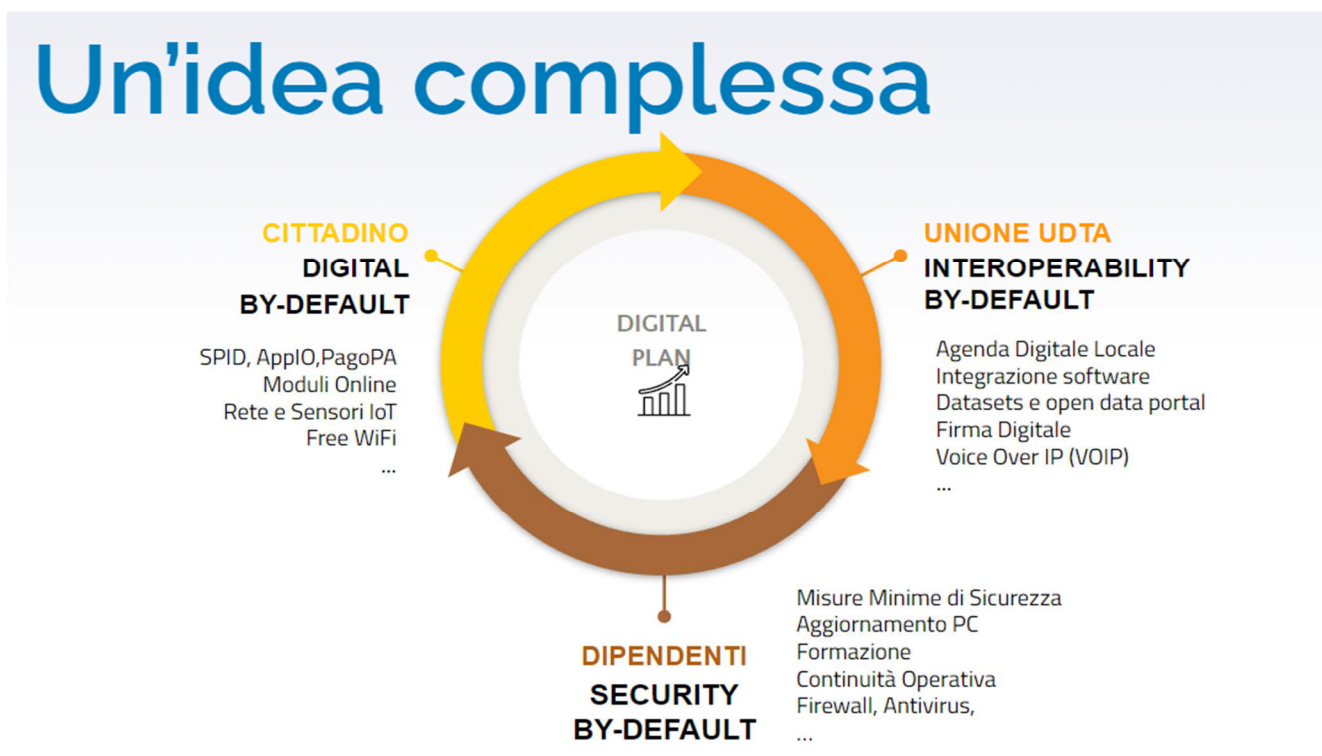 Un'idea complessa
CITTADINO
DIGITAL
BY-DEFAULT
SPID, AppIO,PagoPA
Moduli Online
Rete e Sensori IoT
Free WiFi
...
DIGITAL
PLAN
UNIONE UDTA
INTEROPERABILITY
BY-DEFAULT
Agenda Digitale Locale
Integrazione software
Datasets e open data portal
Firma Digitale
Voice Over IP (VOIP)
...
DIPENDENTI
SECURITY
BY-DEFAULT
Misure Minime di Sicurezza
Aggiornamento PC
Formazione
Continuità Operativa
Firewall, Antivirus,
...